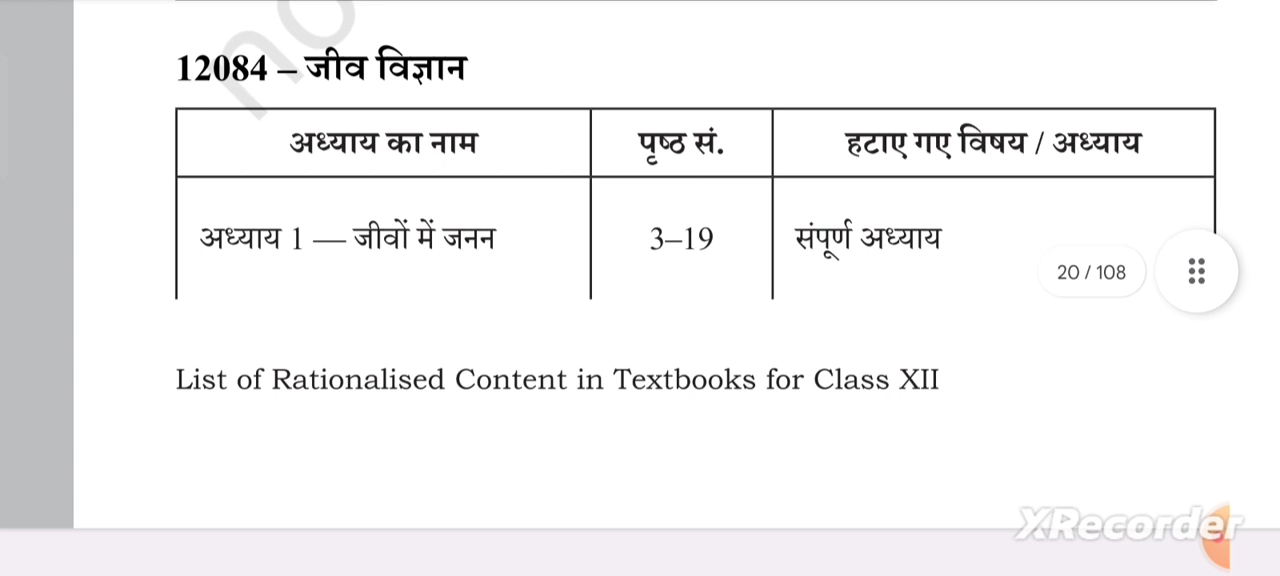 no
12084 – जीव विज्ञान
अध्याय का नाम पृष्ठ सं. हटाए गए विषय / अध्याय
अध्याय 1 — जीवों में जनन 3–19 संपूर्ण अध्याय
20 / 108
List of Rationalised Content in Textbooks for Class XII
XRecorder